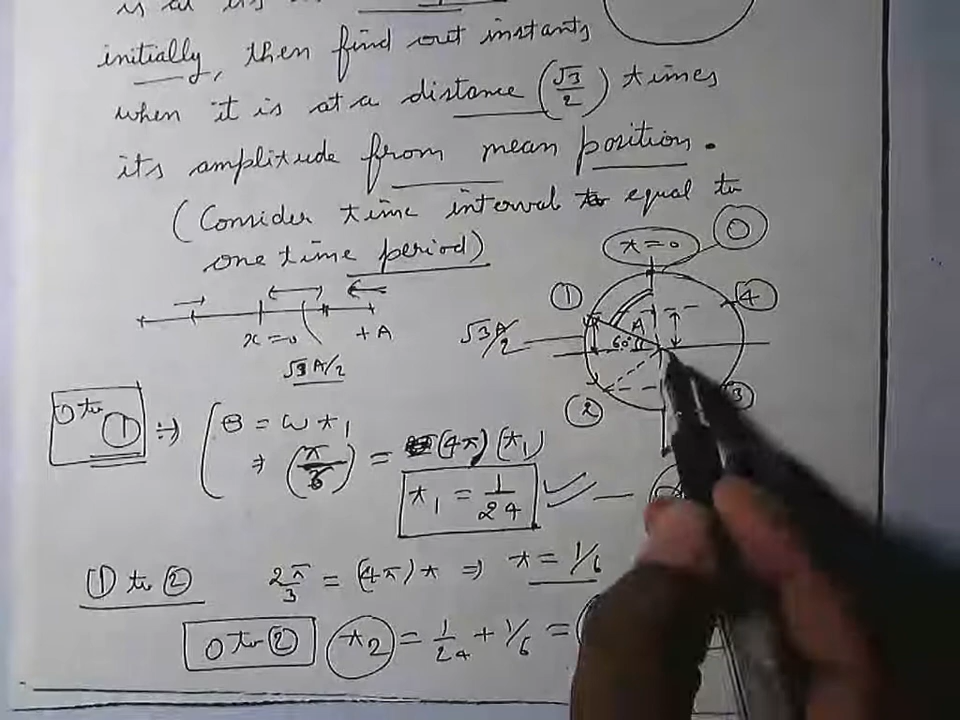 is at its
initially, then find out instants
when it is at a distance (√3/2) times
its amplitude from mean position.
(Consider time interval equal to
one time period)
t=0
0
1
4
2
3
A
60°
√3A/2
x=0
+A
√3A/2
0 to 1 ⇒ θ = ωt₁
⇒ (π/6) = (4π)(t₁)
t₁ = 1/24
1 to 2 2π/3 = (4π)t ⇒ t = 1/6
0 to 2 t₂ = 1/24 + 1/6 =